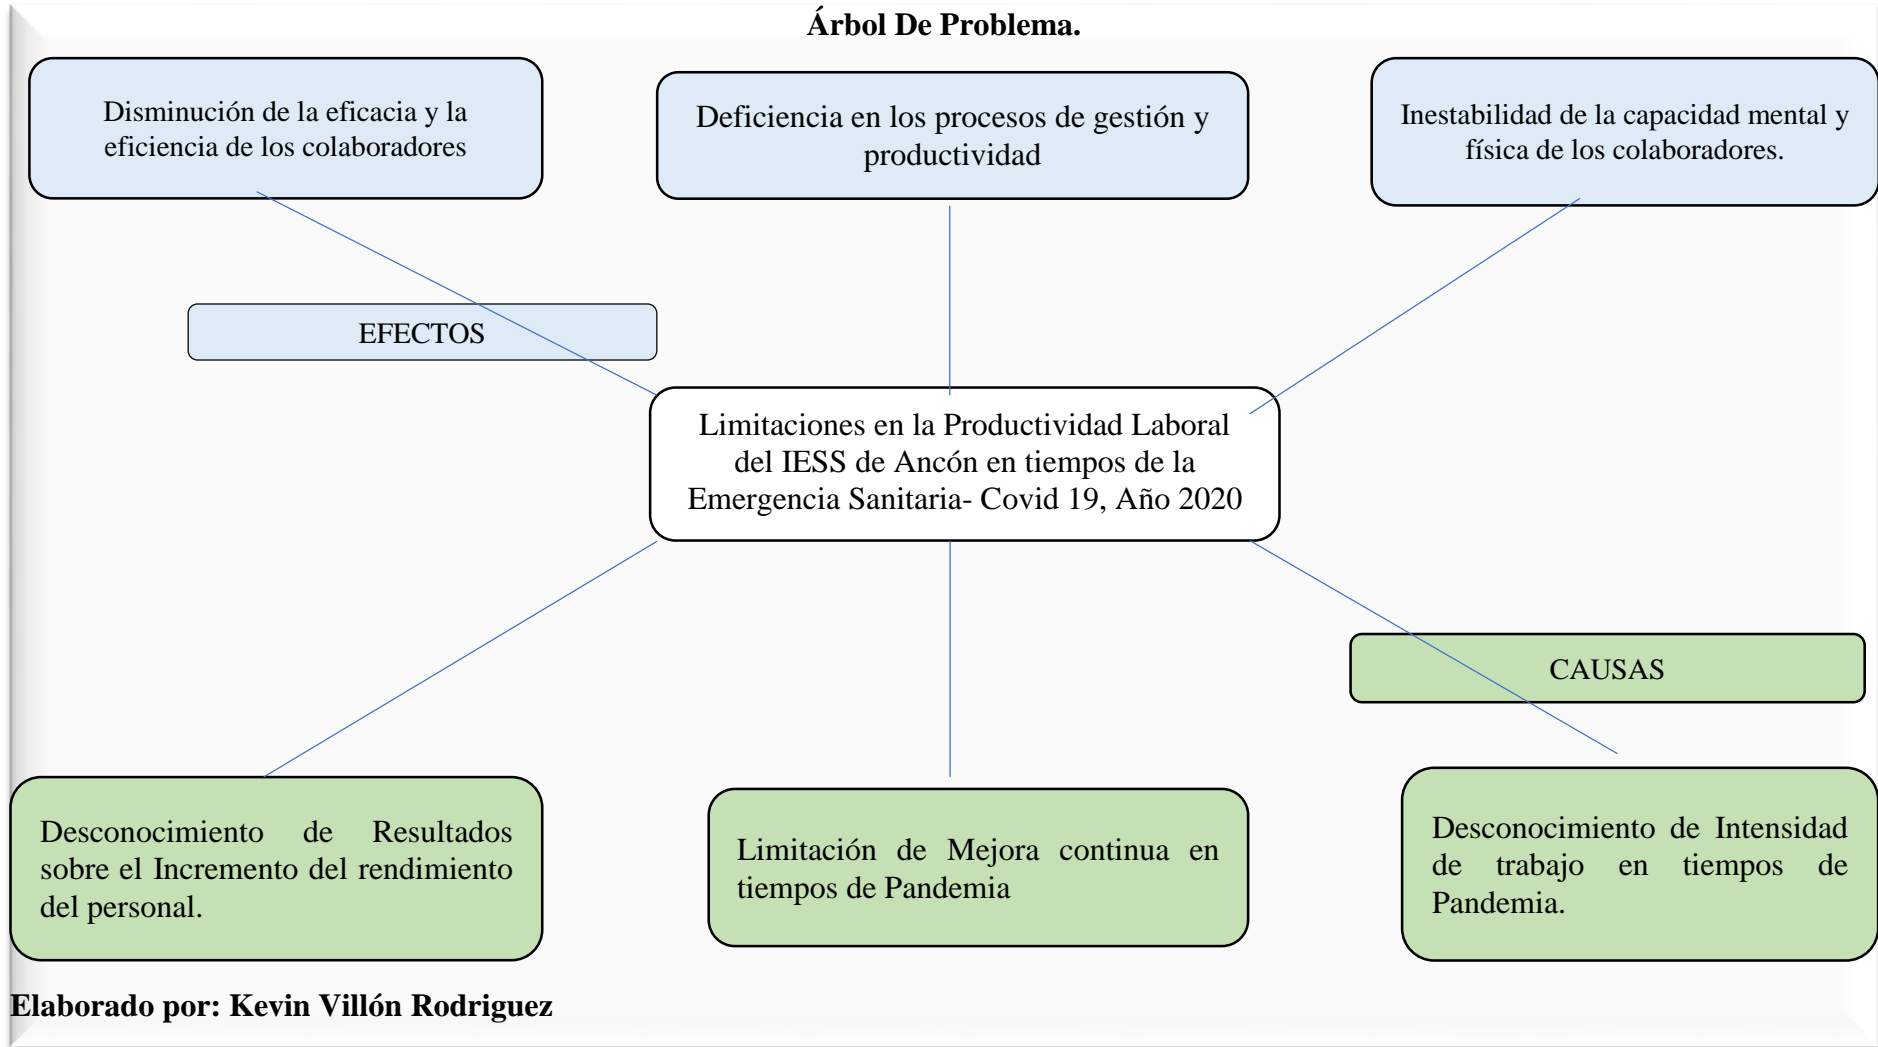 Árbol De Problema.
Disminución de la eficacia y la
eficiencia de los colaboradores
Deficiencia en los procesos de gestión y
productividad
Inestabilidad de la capacidad mental y
física de los colaboradores.
EFECTOS
Limitaciones en la Productividad Laboral
del IESS de Ancón en tiempos de la
Emergencia Sanitaria- Covid 19, Año 2020
CAUSAS
Desconocimiento de Resultados
sobre el Incremento del rendimiento
del personal.
Limitación de Mejora continua en
tiempos de Pandemia
Desconocimiento de Intensidad
de trabajo en tiempos de
Pandemia.
Elaborado por: Kevin Villón Rodriguez